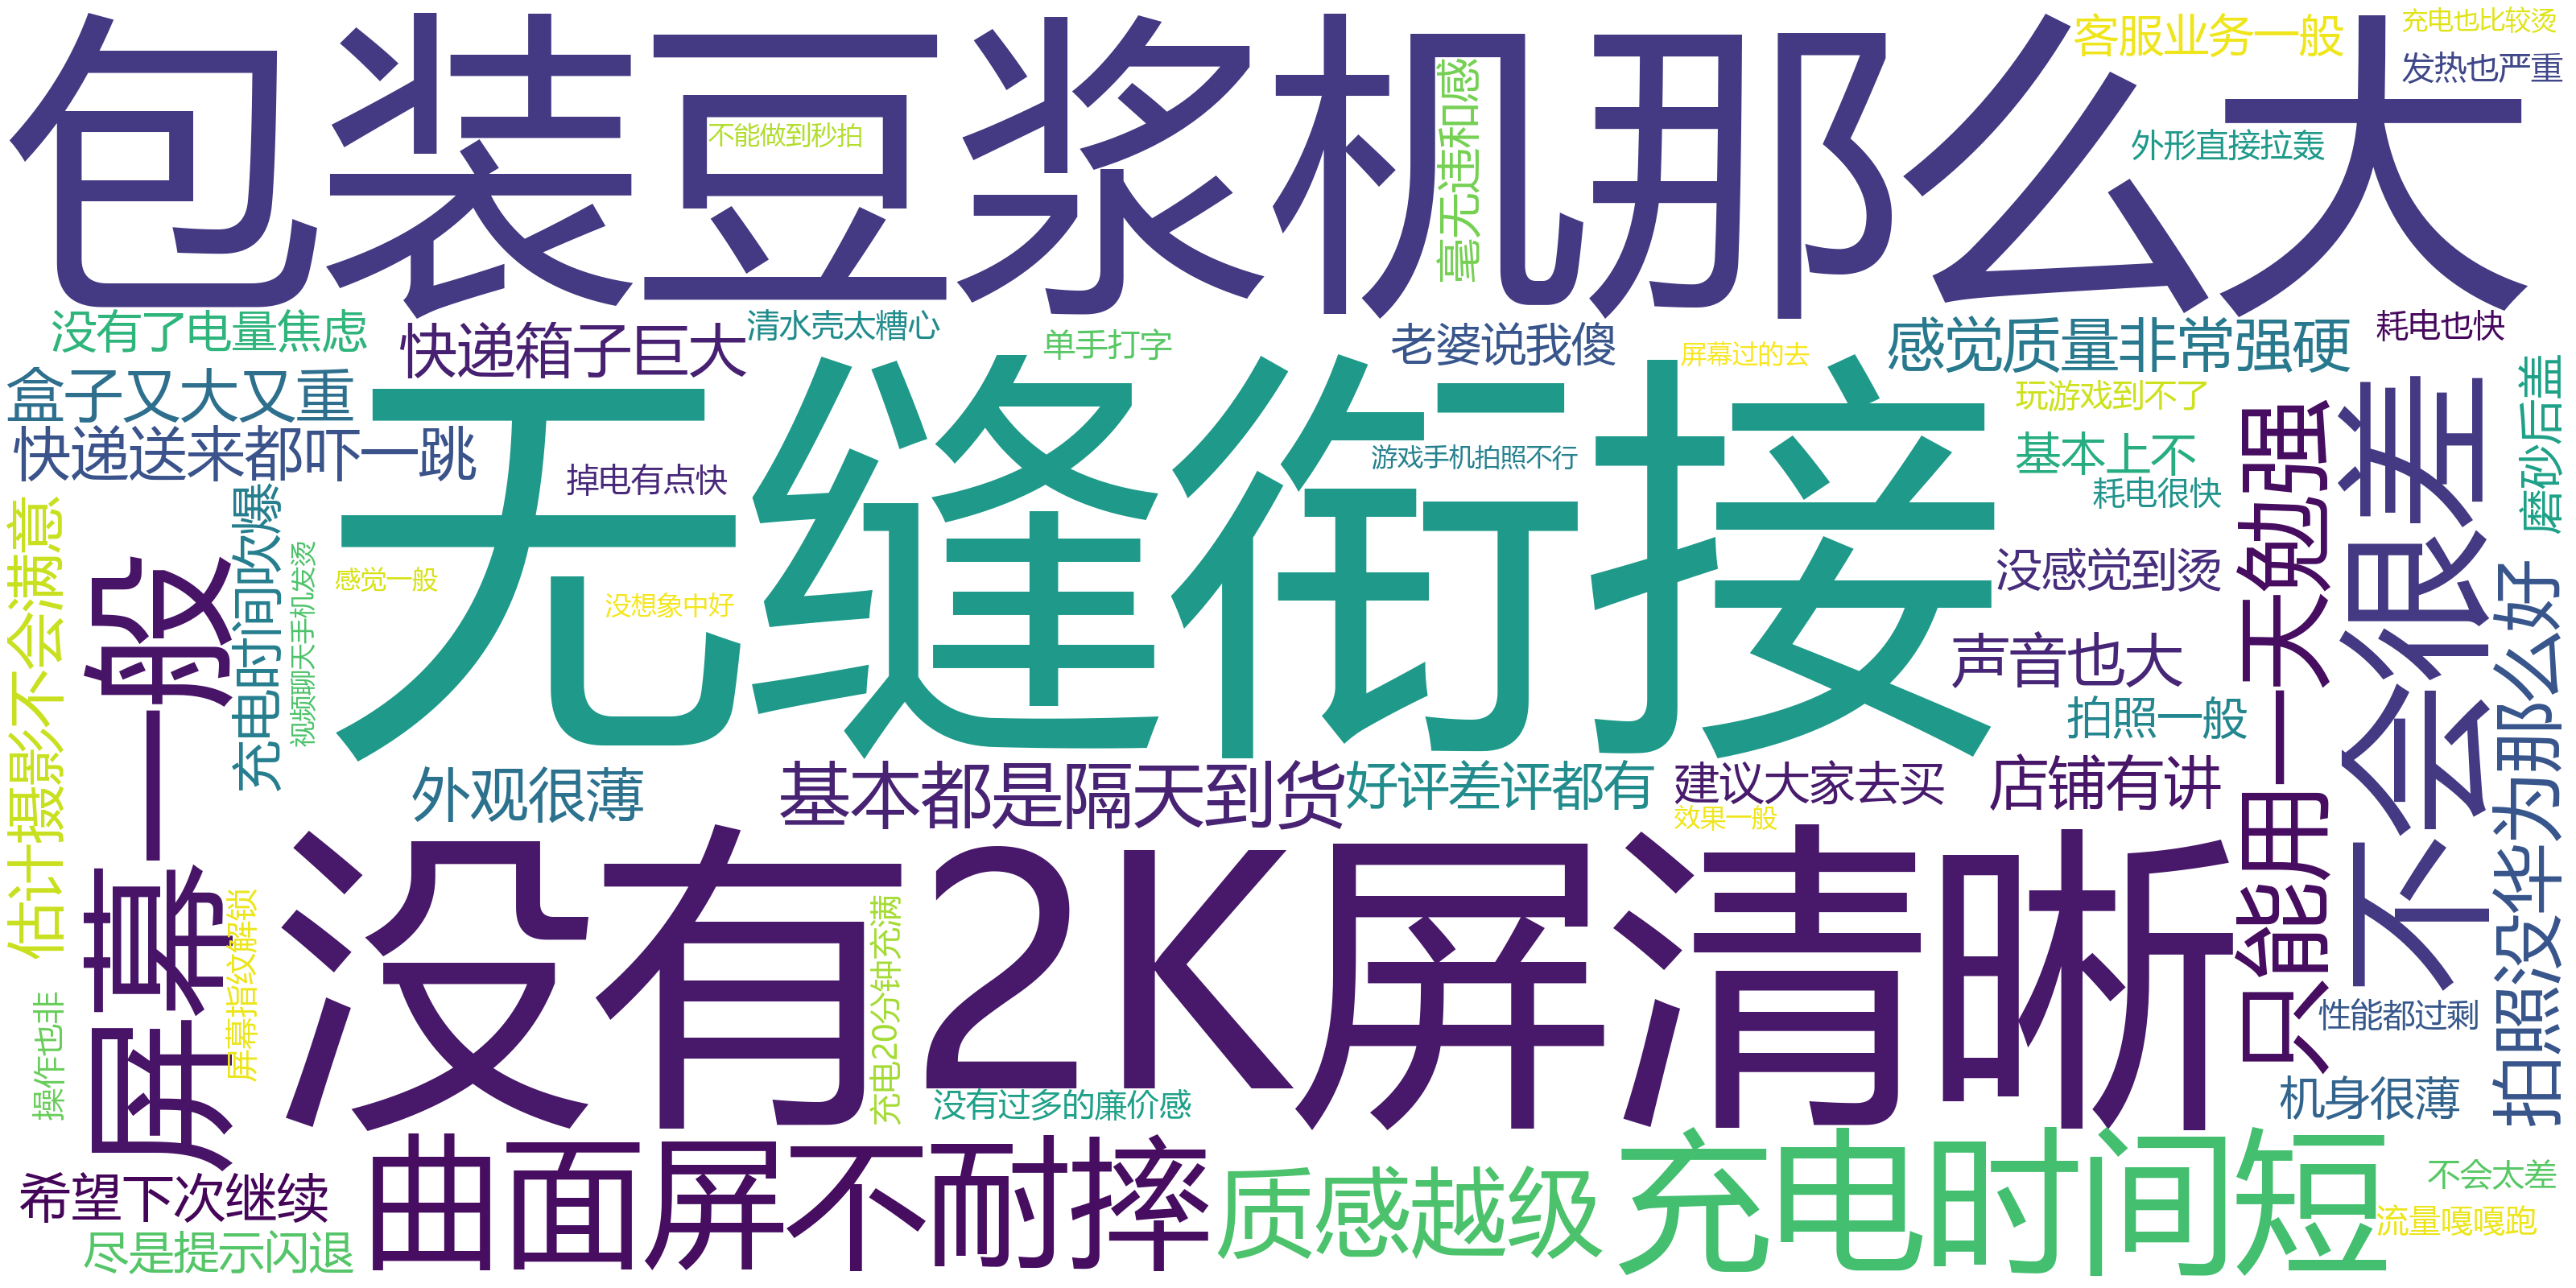 包装豆浆机那么大
客服业务一般
充电也比较烫
发热也严重
不能做到秒拍
毫无违和感
外形直接拉轰
没有了电量焦虑
快递箱子巨大
清水壳太糟心
单手打字
老婆说我傻
屏幕过的去
感觉质量非常强硬
耗电也快
盒子又大又重
无缝衔接
玩游戏到不了
磨砂后盖
快递送来都吓一跳
掉电有点快
游戏手机拍照不行
基本上不
耗电很快
只能用一天勉强
不会很差
估计摄影不会满意
屏幕一般
充电时间吹爆
视频聊天手机发烫
感觉一般
没想象中好
没感觉到烫
拍照没华为那么好
声音也大
拍照一般
外观很薄
基本都是隔天到货
好评差评都有
建议大家去买
店铺有讲
效果一般
没有2K屏清晰
屏幕指纹解锁
充电20分钟充满
操作也非
性能都过剩
没有过多的廉价感
机身很薄
希望下次继续
曲面屏不耐摔
质感越级
充电时间短
不会太差
尽是提示闪退
流量嘎嘎跑